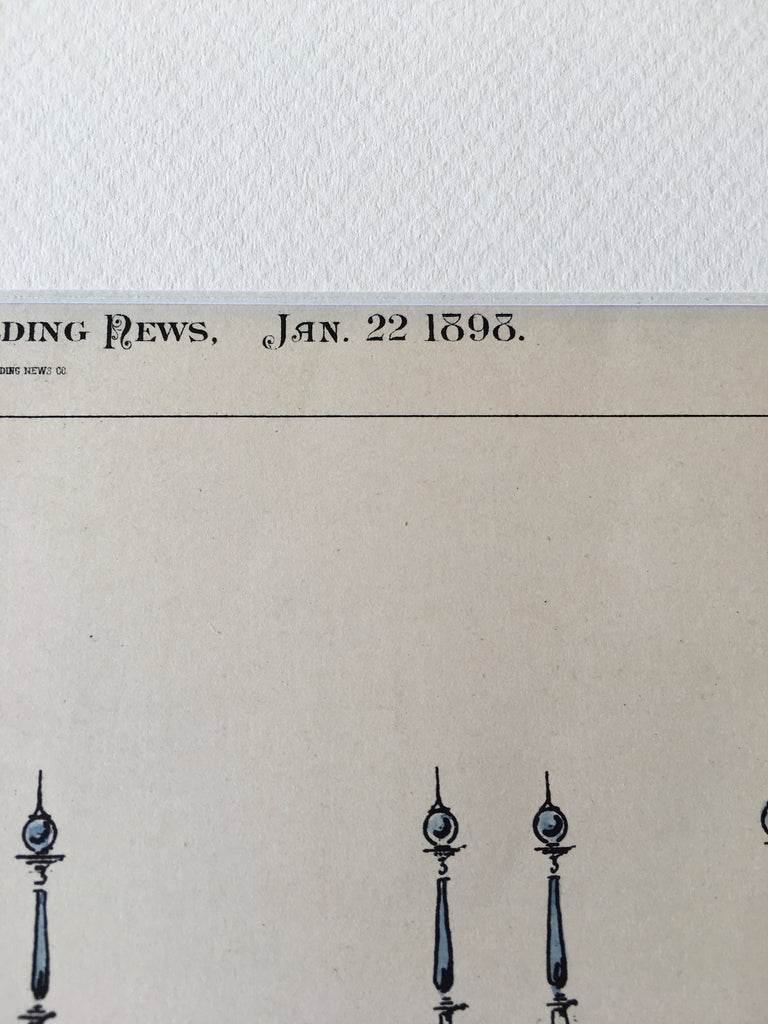 DING NEWS, JAN. 22 1898.
DING NEWS CO.